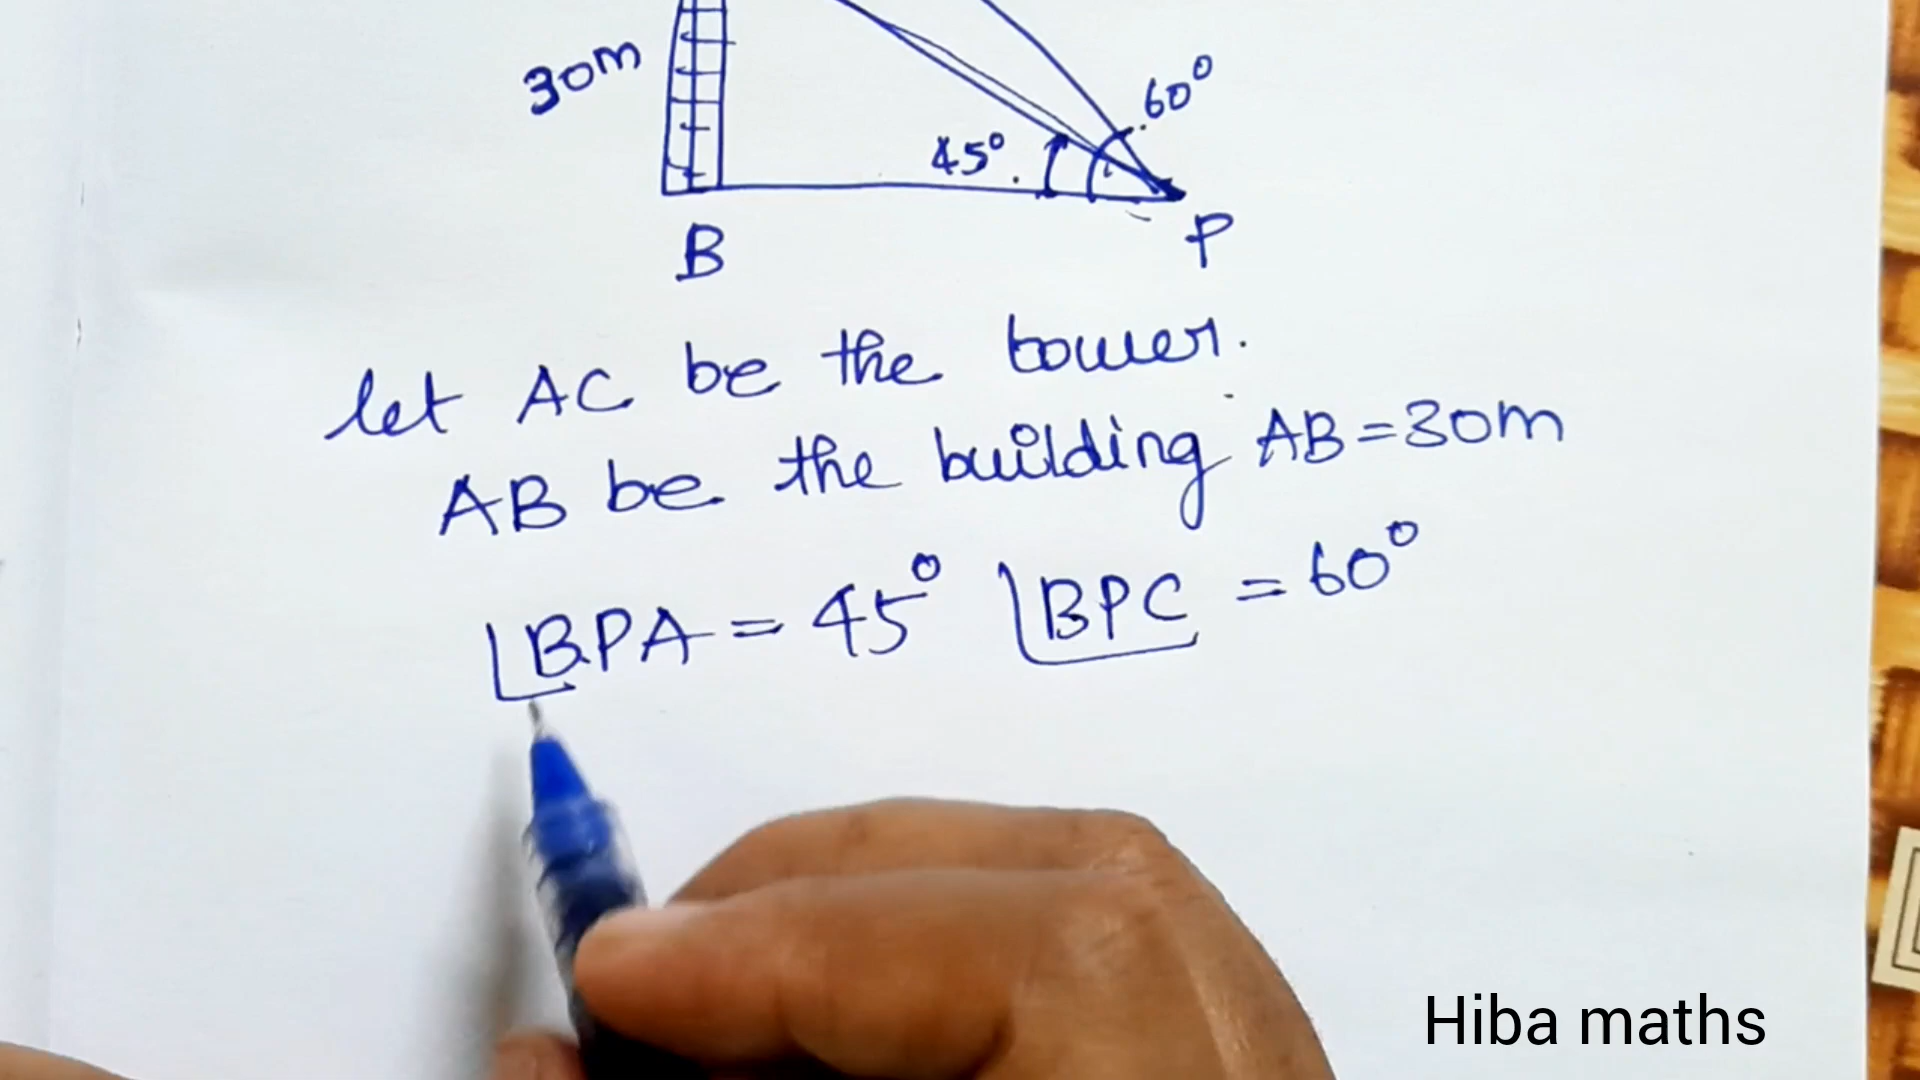 30m
60°
45°
B
P
let AC be the tower.
AB be the building AB=30m
∠BPA = 45° ∠BPC = 60°
Hiba maths